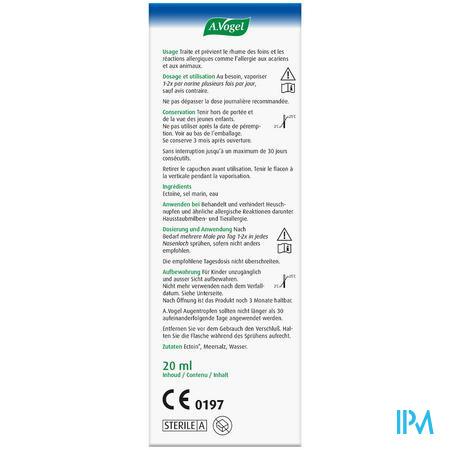 A.Vogel
Usage Traite et prévient le rhume des foins et les
réactions allergiques comme l'allergie aux acariens
et aux animaux.
Dosage et utilisation Au besoin, vaporiser
1-2x par narine plusieurs fois par jour,
sauf avis contraire.
Ne pas dépasser la dose journalière recommandée.
Conservation Tenir hors de portée et
de la vue des jeunes enfants.
Ne pas utiliser après la date de péremp-
tion. Voir au bas de l'emballage.
Se conserve 3 mois après ouverture.
Sans interruption jusqu'à un maximum de 30 jours
consécutifs.
Retirer le capuchon avant utilisation. Tenir le flacon à
la verticale pendant la vaporisation.
Ingrédients
Ectoïne, sel marin, eau
Anwenden bei Behandelt und verhindert Heusch-
nupfen und ähnliche allergische Reaktionen darunter
Hausstaubmilben- und Tierallergie.
Dosierung und Anwendung Nach
Bedarf mehrere Male pro Tag 1-2x in jedes
Nasenloch sprühen, sofern nicht anders
empfohlen.
Die empfohlene Tagesdosis nicht überschreiten.
Aufbewahrung Für Kinder unzugänglich
und ausser Sicht aufbewahren.
Nicht mehr verwenden nach dem Verfall-
datum. Siehe Unterseite.
Nach Öffnung ist das Produkt noch 3 Monate haltbar.
A.Vogel Augentropfen sollten nicht länger als 30
aufeinanderfolgende Tage angewendet werden.
Entfernen Sie vor dem Gebrauch den Verschluß. Hal-
ten Sie die Flasche während des Sprühens aufrecht.
Zutaten Ectoin, Meersalz, Wasser.
20 ml
Inhoud / Contenu / Inhalt
CE 0197
STERILE A
IPM